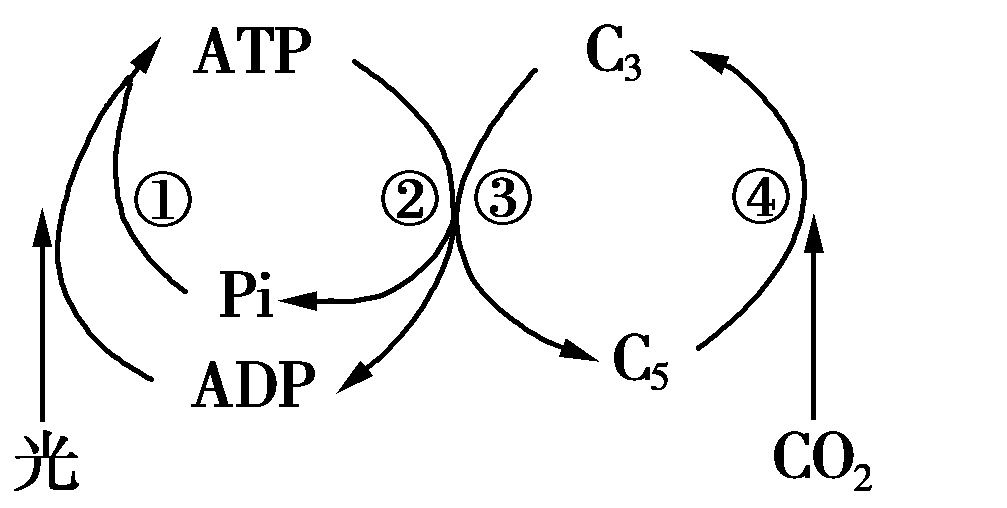 ATP C₃
① ② ③ ④
Pi
ADP C₅
光 CO₂